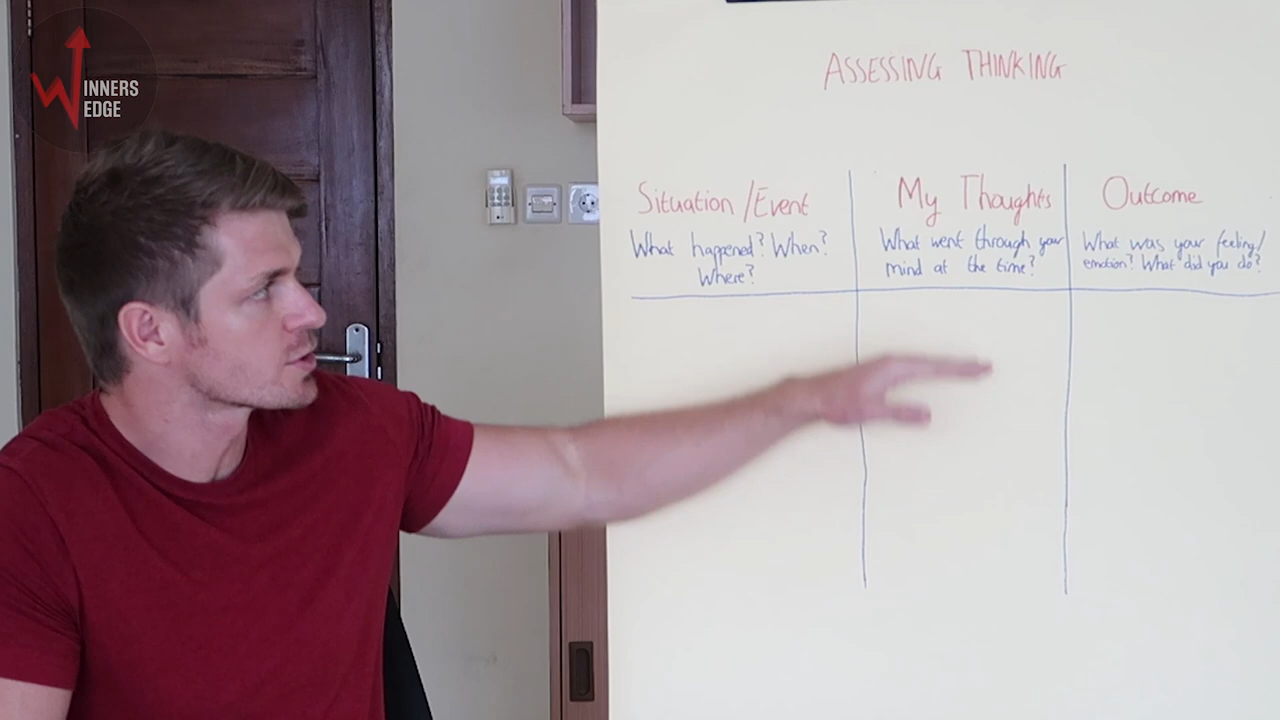 WINNERS
EDGE
ASSESSING THINKING
Situation/Event
What happened? When?
Where?
My Thoughts
What went through your
mind at the time?
Outcome
What was your feeling/
emotion? What did you do?